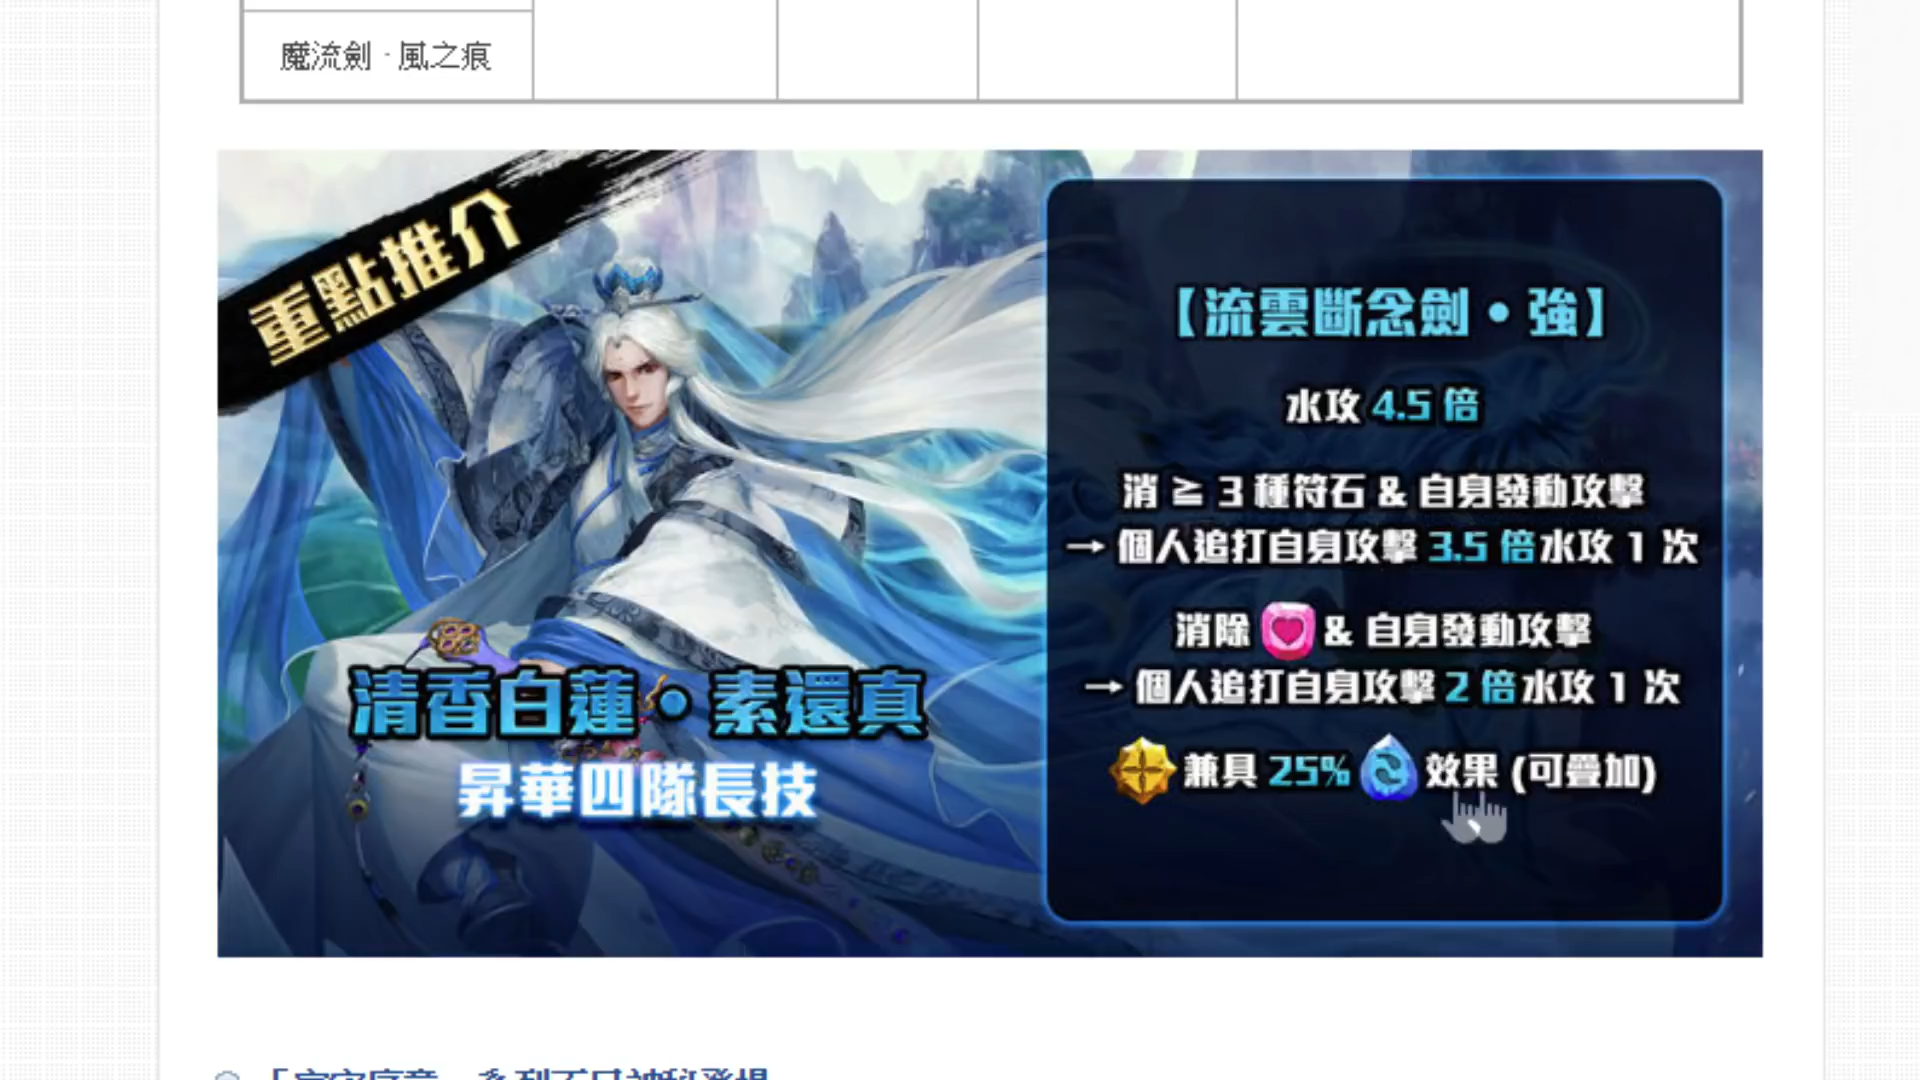 魔流劍‧風之痕
重點推介
清香白蓮•素還真
昇華四隊長技
【流雲斷念劍•強】
水攻 4.5 倍
消 ≧ 3 種符石 & 自身發動攻擊
→ 個人追打自身攻擊 3.5 倍水攻 1 次
消除 & 自身發動攻擊
→ 個人追打自身攻擊 2 倍水攻 1 次
兼具 25% 效果 (可疊加)